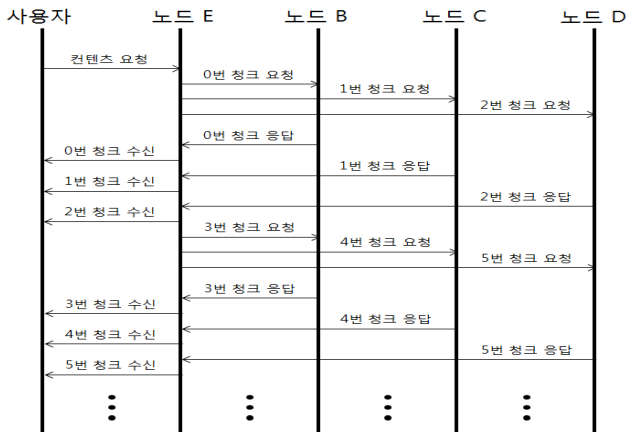 사용자 노드 E 노드 B 노드 C 노드 D
컨텐츠 요청
0번 청크 요청
1번 청크 요청
2번 청크 요청
0번 청크 응답
0번 청크 수신
1번 청크 응답
1번 청크 수신
2번 청크 응답
2번 청크 수신
3번 청크 요청
4번 청크 요청
5번 청크 요청
3번 청크 응답
3번 청크 수신
4번 청크 응답
4번 청크 수신
5번 청크 응답
5번 청크 수신